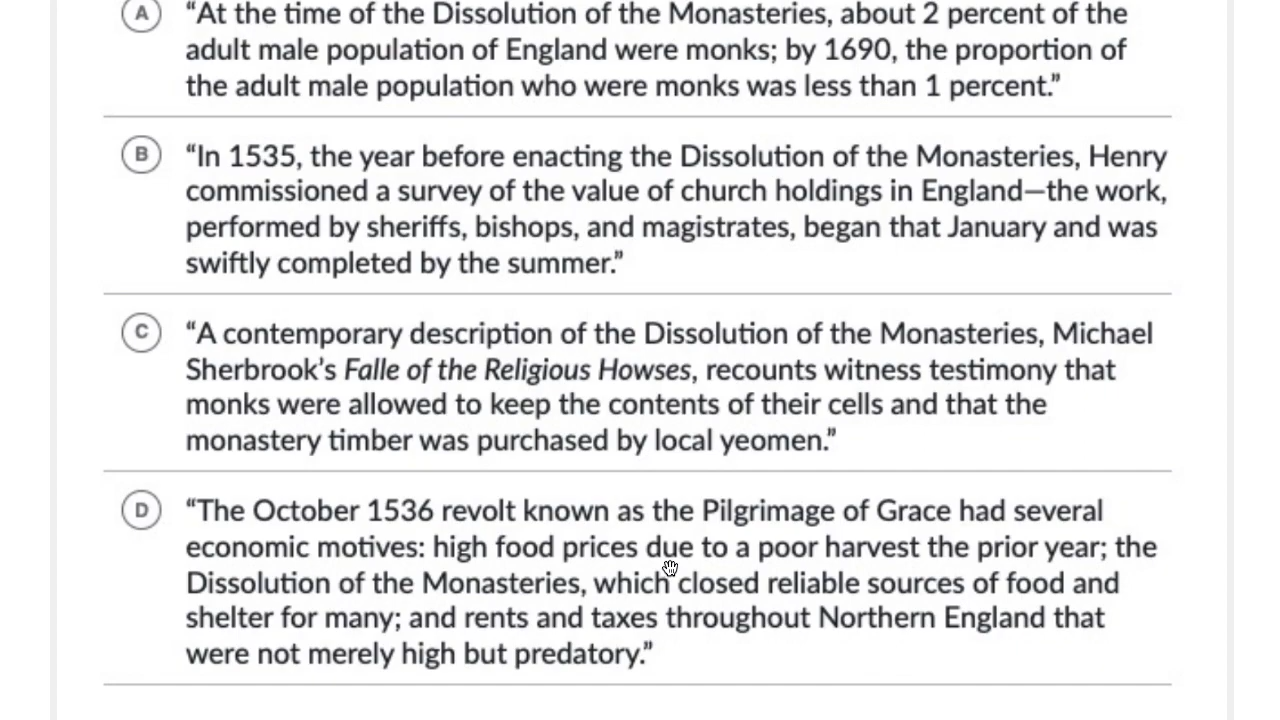 A “At the time of the Dissolution of the Monasteries, about 2 percent of the
adult male population of England were monks; by 1690, the proportion of
the adult male population who were monks was less than 1 percent.”
B “In 1535, the year before enacting the Dissolution of the Monasteries, Henry
commissioned a survey of the value of church holdings in England—the work,
performed by sheriffs, bishops, and magistrates, began that January and was
swiftly completed by the summer.”
C “A contemporary description of the Dissolution of the Monasteries, Michael
Sherbrook’s Falle of the Religious Howses, recounts witness testimony that
monks were allowed to keep the contents of their cells and that the
monastery timber was purchased by local yeomen.”
D “The October 1536 revolt known as the Pilgrimage of Grace had several
economic motives: high food prices due to a poor harvest the prior year; the
Dissolution of the Monasteries, which closed reliable sources of food and
shelter for many; and rents and taxes throughout Northern England that
were not merely high but predatory.”